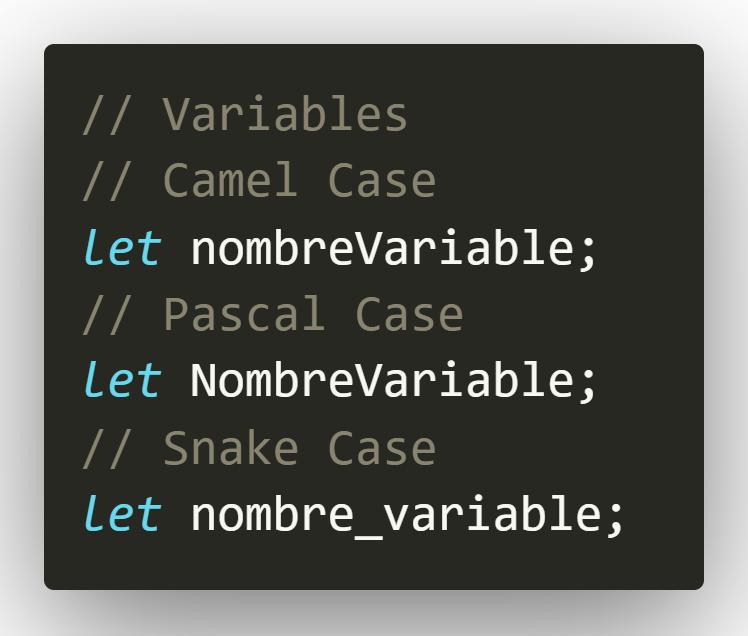 // Variables
// Camel Case
let nombreVariable;
// Pascal Case
let NombreVariable;
// Snake Case
let nombre_variable;